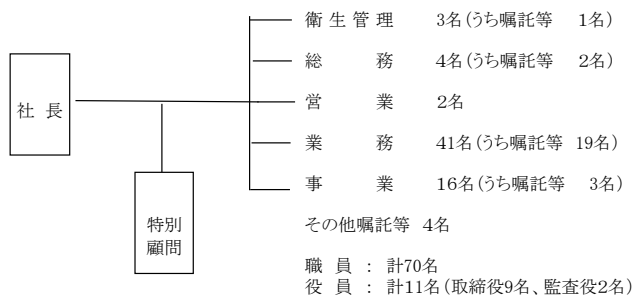 衛生管理 3名(うち嘱託等 1名)
総務 4名(うち嘱託等 2名)
営業 2名
社長
業務 41名(うち嘱託等 19名)
事業 16名(うち嘱託等 3名)
特別
顧問
その他嘱託等 4名
職員 : 計70名
役員 : 計11名(取締役9名、監査役2名)